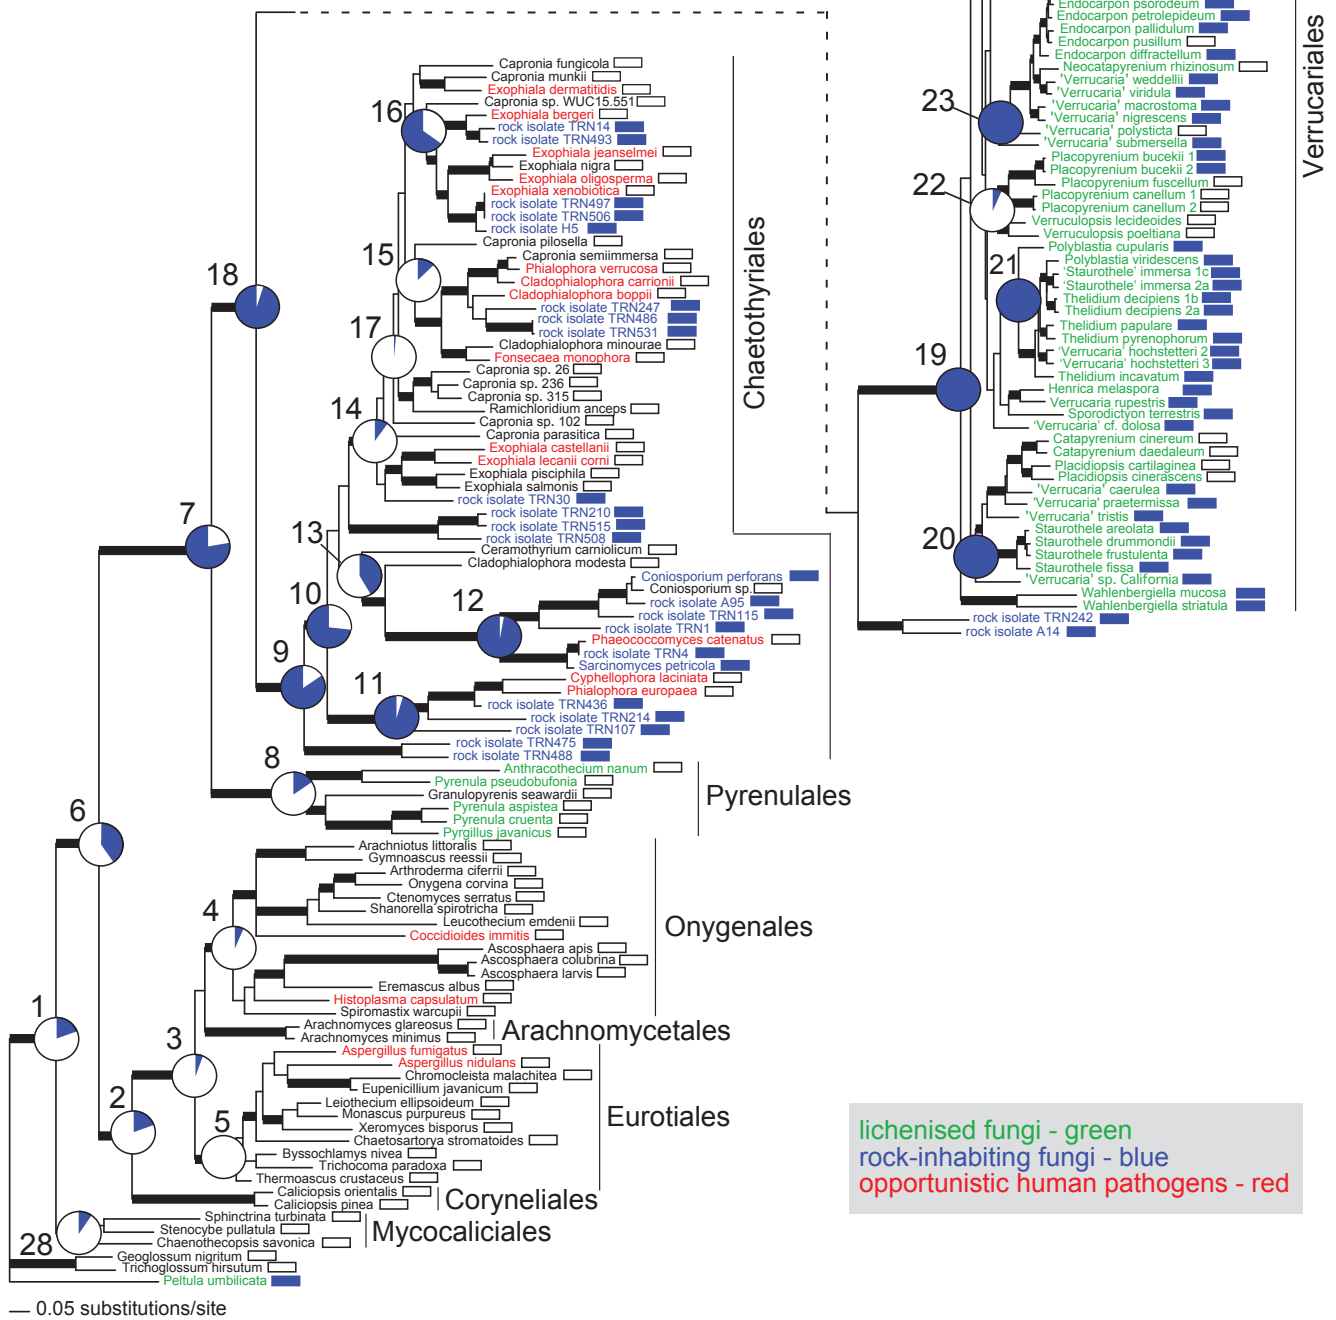 Capronia fungicola
Capronia munkii
Exophiala dermatitidis
Capronia sp. WUC15.551
Exophiala bergeri
rock isolate TRN14
rock isolate TRN493
Exophiala jeanselmei
Exophiala nigra
Exophiala oligosperma
Exophiala xenobiotica
rock isolate TRN497
rock isolate TRN506
rock isolate H5
Capronia pilosella
Capronia semiimmersa
Phialophora verrucosa
Cladophialophora carrionii
Cladophialophora boppii
rock isolate TRN247
rock isolate TRN486
rock isolate TRN531
Cladophialophora minourae
Fonsecaea monophora
Capronia sp. 26
Capronia sp. 236
Capronia sp. 315
Ramichloridium anceps
Capronia sp. 102
Capronia parasitica
Exophiala castellanii
Exophiala lecanii corni
Exophiala pisciphila
Exophiala salmonis
rock isolate TRN30
rock isolate TRN210
rock isolate TRN515
rock isolate TRN508
Ceramothyrium carniolicum
Cladophialophora modesta
Coniosporium perforans
Coniosporium sp.
rock isolate A95
rock isolate TRN115
rock isolate TRN1
Phaeococcomyces catenatus
rock isolate TRN4
Sarcinomyces petricola
Cyphellophora laciniata
Phialophora europaea
rock isolate TRN436
rock isolate TRN214
rock isolate TRN107
rock isolate TRN475
rock isolate TRN488
Anthracothecium nanum
Pyrenula pseudobufonia
Granulopyrenis seawardii
Pyrenula aspistea
Pyrenula cruenta
Pyrgillus javanicus
Arachniotus littoralis
Gymnoascus reessii
Arthroderma ciferrii
Onygena corvina
Ctenomyces serratus
Shanorella spirotricha
Leucothecium emdenii
Coccidioides immitis
Ascosphaera apis
Ascosphaera colubrina
Ascosphaera larvis
Eremascus albus
Histoplasma capsulatum
Spiromastix warcupii
Arachnomyces glareosus
Arachnomyces minimus
Aspergillus fumigatus
Aspergillus nidulans
Chromocleista malachitea
Eupenicillium javanicum
Leiothecium ellipsoideum
Monascus purpureus
Xeromyces bisporus
Chaetosartorya stromatoides
Byssochlamys nivea
Trichocoma paradoxa
Thermoascus crustaceus
Caliciopsis orientalis
Caliciopsis pinea
Sphinctrina turbinata
Stenocybe pullatula
Chaenothecopsis savonica
Geoglossum nigritum
Trichoglossum hirsutum
Peltula umbilicata
16
15
18
17
14
7
13
10
12
9
11
8
6
4
1
3
2
5
28
Chaetothyriales
Pyrenulales
Onygenales
Arachnomycetales
Eurotiales
Coryneliales
Mycocaliciales
0.05 substitutions/site
Endocarpon psorodeum
Endocarpon petrolepideum
Endocarpon pallidulum
Endocarpon pusillum
Endocarpon diffractellum
Neocatapyrenium rhizinosum
'Verrucaria' weddellii
'Verrucaria' viridula
'Verrucaria' macrostoma
'Verrucaria' nigrescens
'Verrucaria' polysticta
'Verrucaria' submersella
Placopyrenium bucekii 1
Placopyrenium bucekii 2
Placopyrenium fuscellum
Placopyrenium canellum 1
Placopyrenium canellum 2
Verruculopsis lecideoides
Verruculopsis poeltiana
Polyblastia cupularis
Polyblastia viridescens
'Staurothele' immersa 1c
'Staurothele' immersa 2a
Thelidium decipiens 1b
Thelidium decipiens 2a
Thelidium papulare
Thelidium pyrenophorum
'Verrucaria' hochstetteri 2
'Verrucaria' hochstetteri 3
Thelidium incavatum
Henrica melaspora
Verrucaria rupestris
Sporodictyon terrestris
'Verrucaria' cf. dolosa
Catapyrenium cinereum
Catapyrenium daedaleum
Placidiopsis cartilaginea
Placidiopsis cinerascens
'Verrucaria' caerulea
'Verrucaria' praetermissa
'Verrucaria' tristis
Staurothele areolata
Staurothele drummondii
Staurothele frustulenta
Staurothele fissa
'Verrucaria' sp. California
Wahlenbergiella mucosa
Wahlenbergiella striatula
rock isolate TRN242
rock isolate A14
23
22
21
19
20
Verrucariales
lichenised fungi - green
rock-inhabiting fungi - blue
opportunistic human pathogens - red